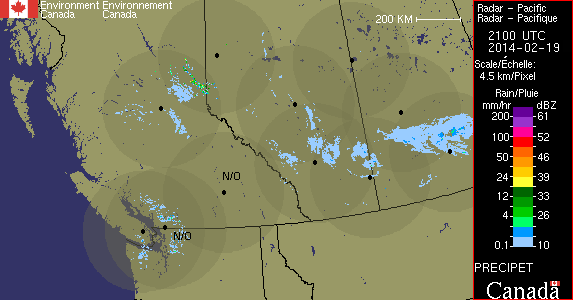 Environment Environnement
Canada Canada
200 KM
N/O
N/O
Radar - Pacific
Radar - Pacifique
2100 UTC
2014-02-19
Scale/Échelle:
4.5 km/Pixel
Rain/Pluie
mm/hr dBZ
200 61
52
100 50
50 46
24 39
12 33
4 26
0.1 10
PRECIPET
Canada